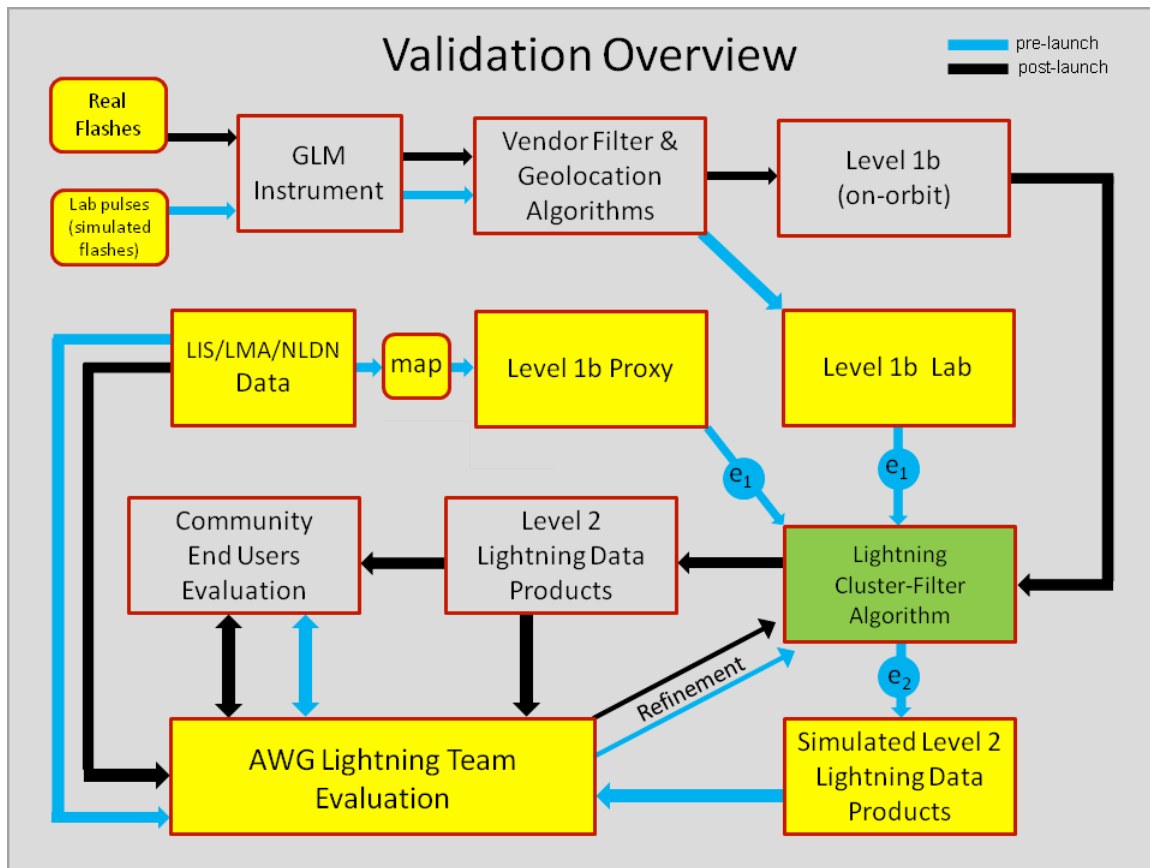 Validation Overview
pre-launch
post-launch
Real
Flashes
GLM
Instrument
Vendor Filter &
Geolocation
Algorithms
Level 1b
(on-orbit)
Lab pulses
(simulated
flashes)
LIS/LMA/NLDN
Data
map
Level 1b Proxy
Level 1b Lab
e1
e1
Community
End Users
Evaluation
Level 2
Lightning Data
Products
Lightning
Cluster-Filter
Algorithm
Refinement
e2
AWG Lightning Team
Evaluation
Simulated Level 2
Lightning Data
Products